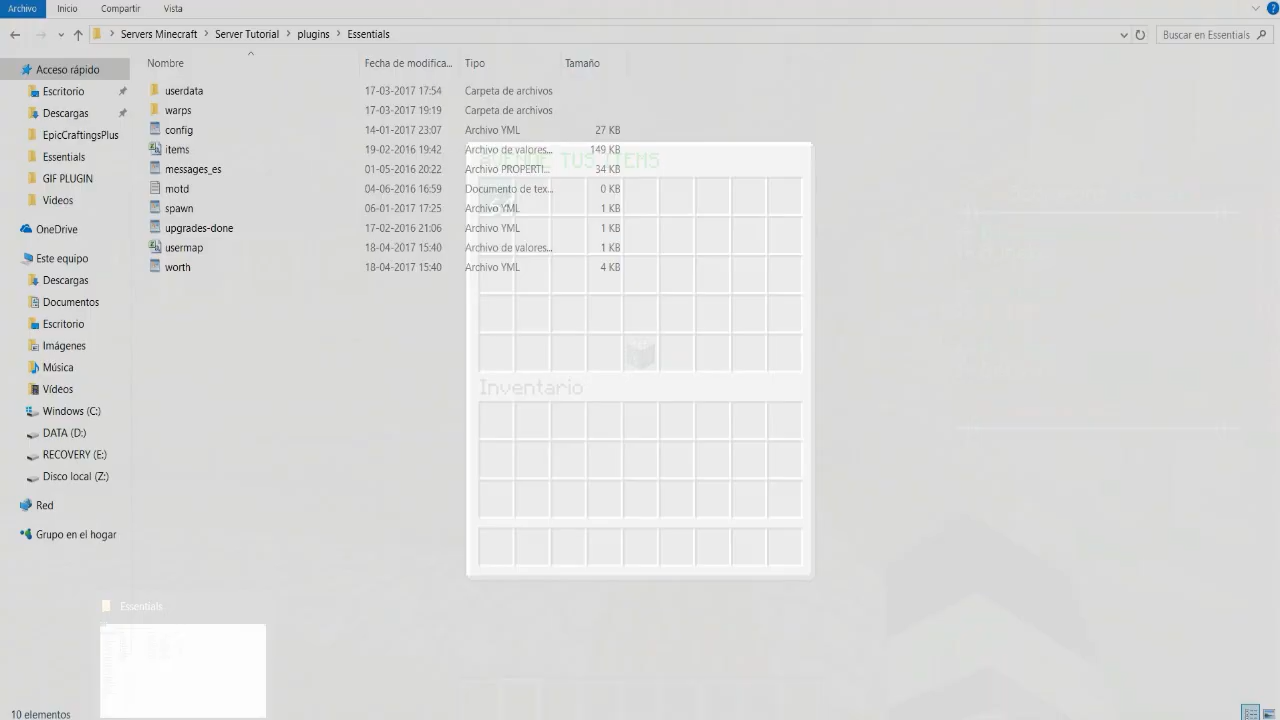 Archivo Inicio Compartir Vista
Servers Minecraft Server Tutorial plugins Essentials
Buscar en Essentials
Nombre Fecha de modifica... Tipo Tamaño
Acceso rápido
Escritorio
Descargas
EpicCraftingsPlus
Essentials
GIF PLUGIN
Videos
OneDrive
Este equipo
Descargas
Documentos
Escritorio
Imágenes
Música
Vídeos
Windows (C:)
DATA (D:)
RECOVERY (E:)
Disco local (Z:)
Red
Grupo en el hogar
userdata 17-03-2017 17:54 Carpeta de archivos
warps 17-03-2017 19:19 Carpeta de archivos
config 14-01-2017 23:07 Archivo YML 27 KB
items 19-02-2016 19:42 Archivo de valores... 149 KB
messages_es 01-05-2016 20:22 Archivo PROPERTI... 34 KB
motd 04-06-2016 16:59 Documento de tex... 0 KB
spawn 06-01-2017 17:25 Archivo YML 1 KB
upgrades-done 17-02-2016 21:06 Archivo YML 1 KB
usermap 18-04-2017 15:40 Archivo de valores... 1 KB
worth 18-04-2017 15:40 Archivo YML 4 KB
TUS ITEMS
Inventario
Essentials
10 elementos